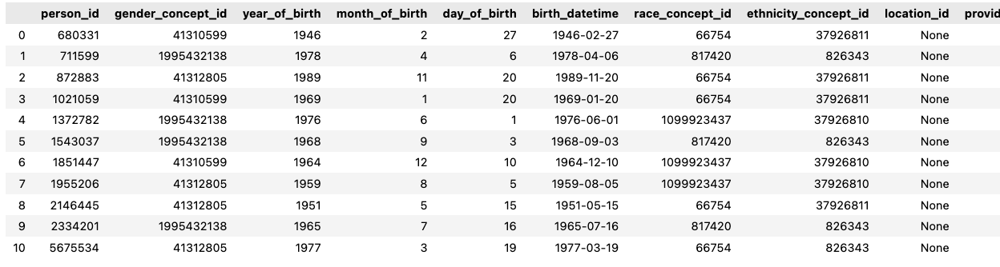 person_id gender_concept_id year_of_birth month_of_birth day_of_birth birth_datetime race_concept_id ethnicity_concept_id location_id provid
0 680331 41310599 1946 2 27 1946-02-27 66754 37926811 None
1 711599 1995432138 1978 4 6 1978-04-06 817420 826343 None
2 872883 41312805 1989 11 20 1989-11-20 66754 37926811 None
3 1021059 41310599 1969 1 20 1969-01-20 66754 37926811 None
4 1372782 1995432138 1976 6 1 1976-06-01 1099923437 37926810 None
5 1543037 1995432138 1968 9 3 1968-09-03 817420 826343 None
6 1851447 41310599 1964 12 10 1964-12-10 1099923437 37926810 None
7 1955206 41312805 1959 8 5 1959-08-05 1099923437 37926810 None
8 2146445 41312805 1951 5 15 1951-05-15 66754 37926811 None
9 2334201 1995432138 1965 7 16 1965-07-16 817420 826343 None
10 5675534 41312805 1977 3 19 1977-03-19 66754 826343 None